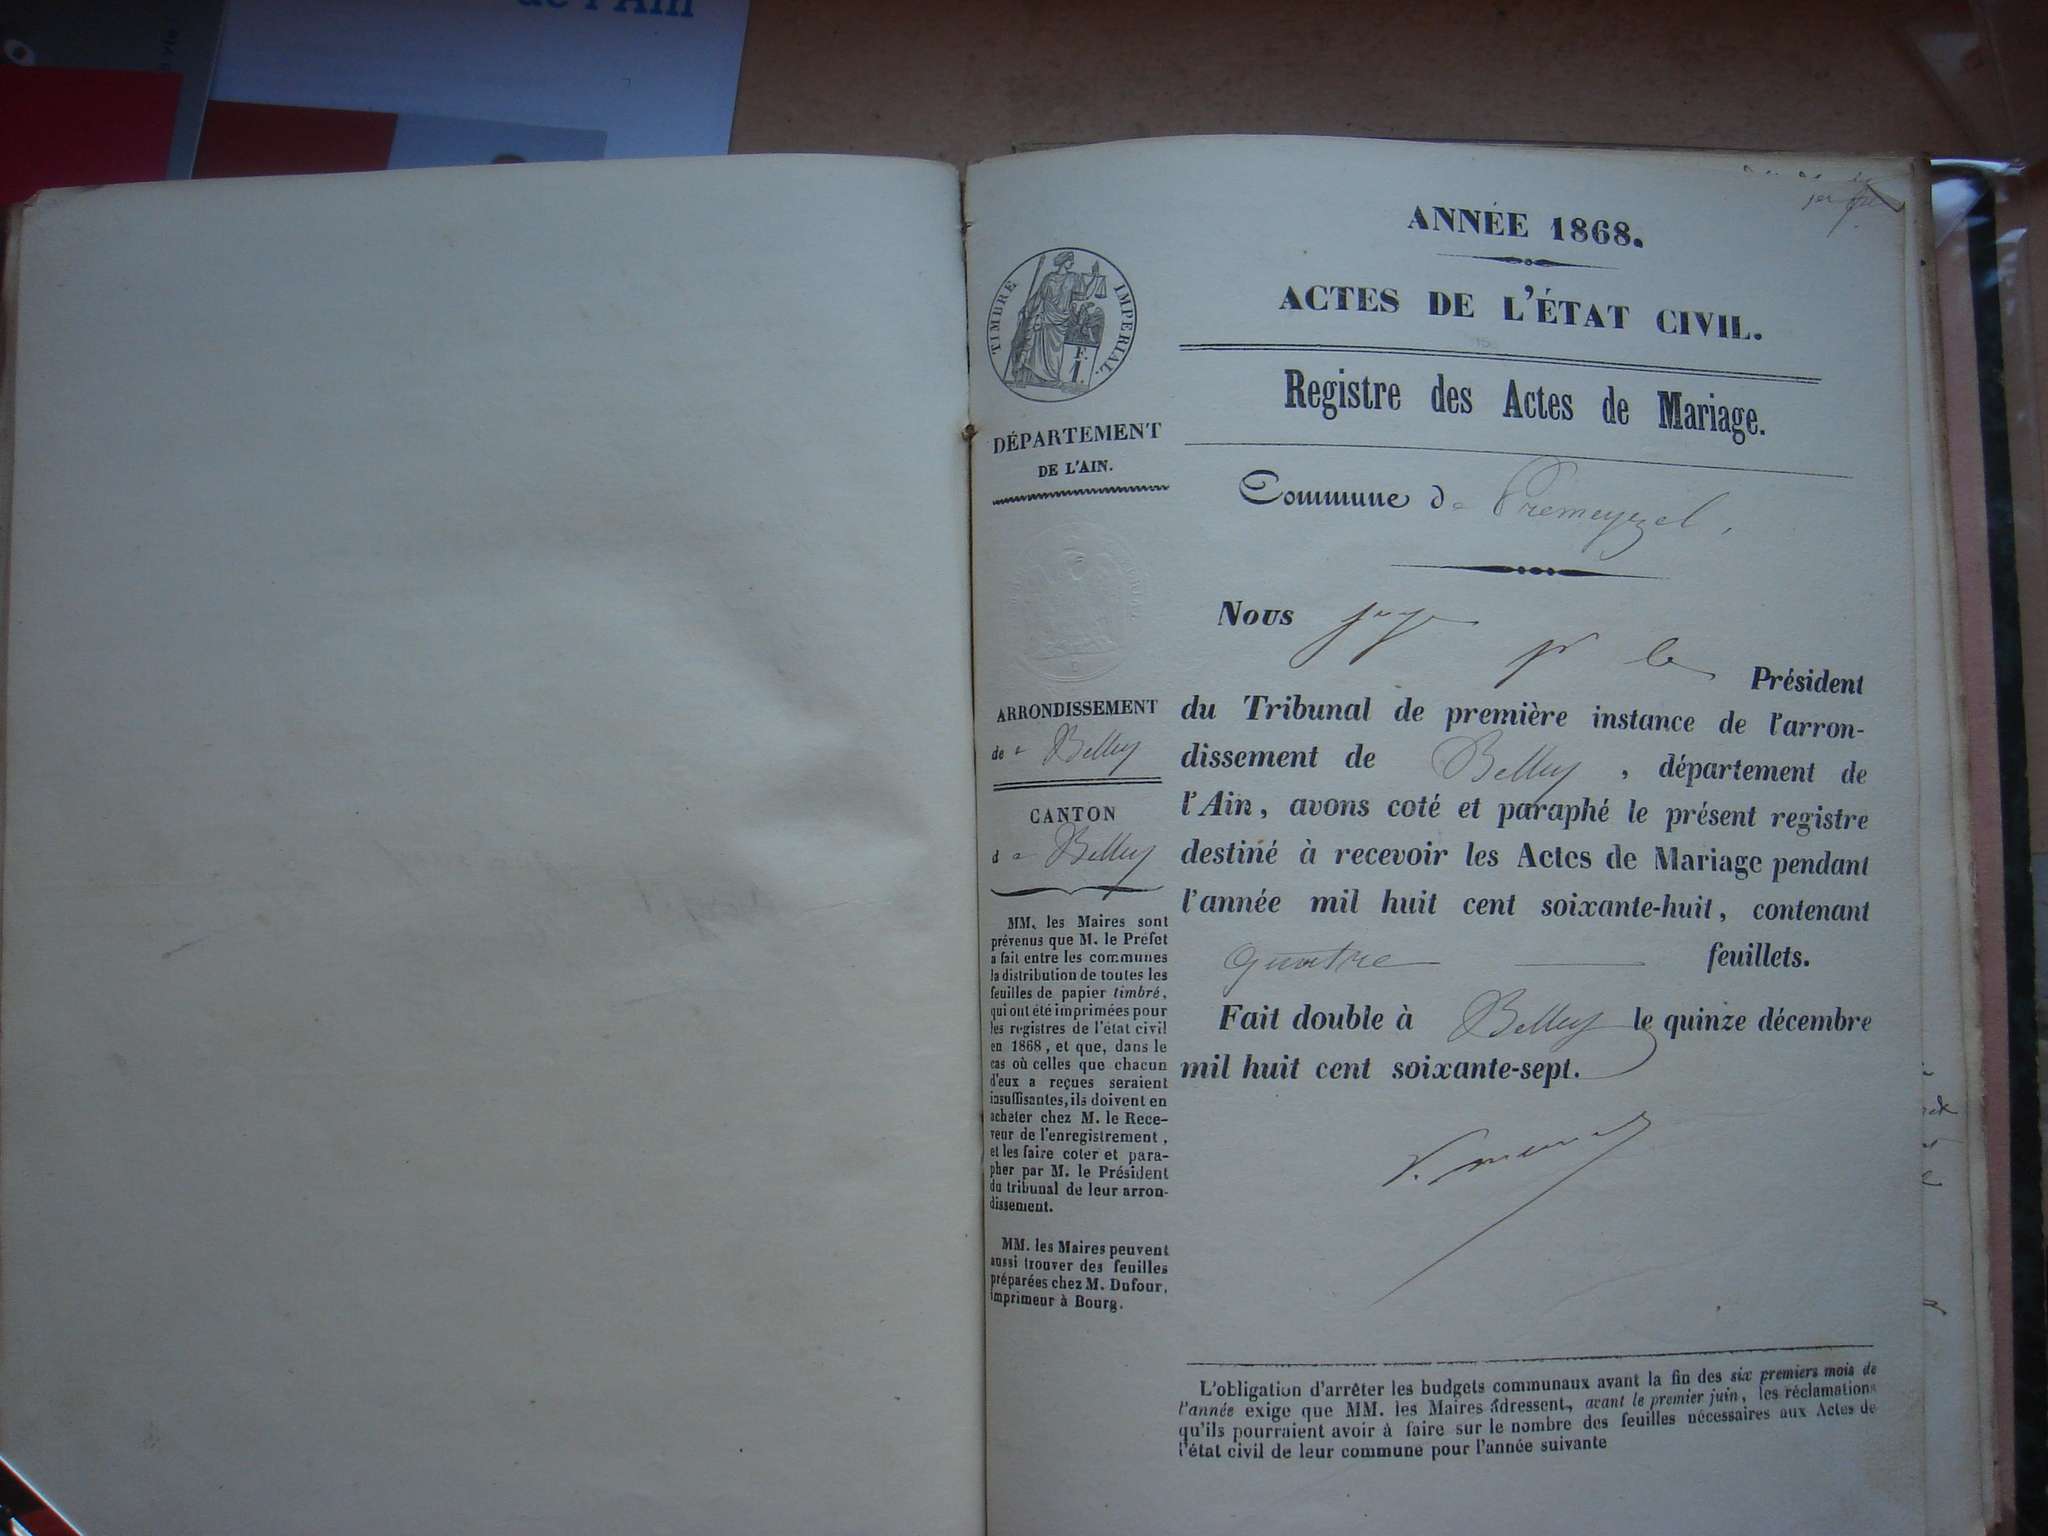 de l'Ain
ANNÉE 1868.
ACTES DE L'ÉTAT CIVIL.
Registre des Actes de Mariage.
Commune de Premeyzel,
TIMBRE IMPÉRIAL.
F.
1.
DÉPARTEMENT
DE L'AIN.
ARRONDISSEMENT
de Belley
CANTON
de Belley
MM. les Maires sont
prévenus que M. le Préfet
a fait entre les communes
la distribution de toutes les
feuilles de papier timbré,
qui ont été imprimées pour
les registres de l'état civil
en 1868, et que, dans le
cas où celles que chacun
d'eux a reçues seraient
insuffisantes, ils doivent en
acheter chez M. le Rece-
veur de l'enregistrement,
et les faire coter et para-
pher par M. le Président
du tribunal de leur arron-
dissement.
MM. les Maires peuvent
aussi trouver des feuilles
préparées chez M. Dufour,
imprimeur à Bourg.
Nous juge
pr le Président
du Tribunal de première instance de l'arron-
dissement de Belley, département de
l'Ain, avons coté et paraphé le présent registre
destiné à recevoir les Actes de Mariage pendant
l'année mil huit cent soixante-huit, contenant
quatre feuillets.
Fait double à Belley le quinze décembre
mil huit cent soixante-sept.
L'obligation d'arrêter les budgets communaux avant la fin des six premiers mois de
l'année exige que MM. les Maires adressent, avant le premier juin, les réclamations
qu'ils pourraient avoir à faire sur le nombre des feuilles nécessaires aux Actes de
l'état civil de leur commune pour l'année suivante